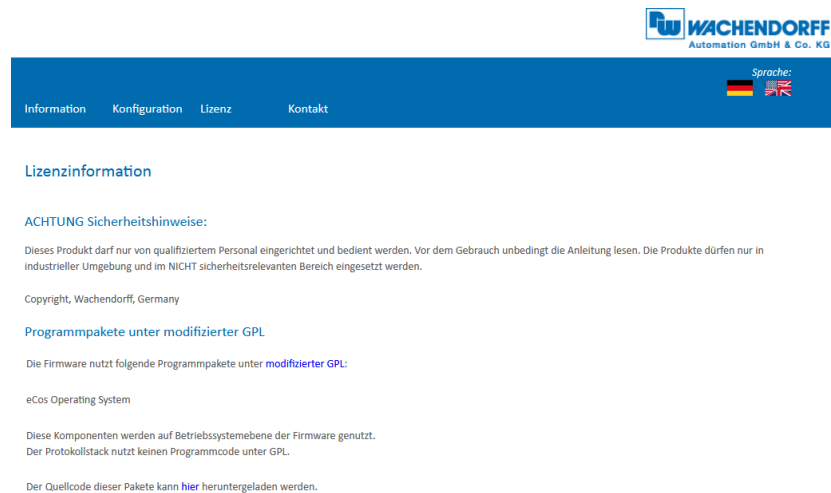 WACHENDORFF
Automation GmbH & Co. KG
Sprache:
Information Konfiguration Lizenz Kontakt
Lizenzinformation
ACHTUNG Sicherheitshinweise:
Dieses Produkt darf nur von qualifiziertem Personal eingerichtet und bedient werden. Vor dem Gebrauch unbedingt die Anleitung lesen. Die Produkte dürfen nur in
industrieller Umgebung und im NICHT sicherheitsrelevanten Bereich eingesetzt werden.
Copyright, Wachendorff, Germany
Programmpakete unter modifizierter GPL
Die Firmware nutzt folgende Programmpakete unter modifizierter GPL:
eCos Operating System
Diese Komponenten werden auf Betriebssystemebene der Firmware genutzt.
Der Protokollstack nutzt keinen Programmcode unter GPL.
Der Quellcode dieser Pakete kann hier heruntergeladen werden.